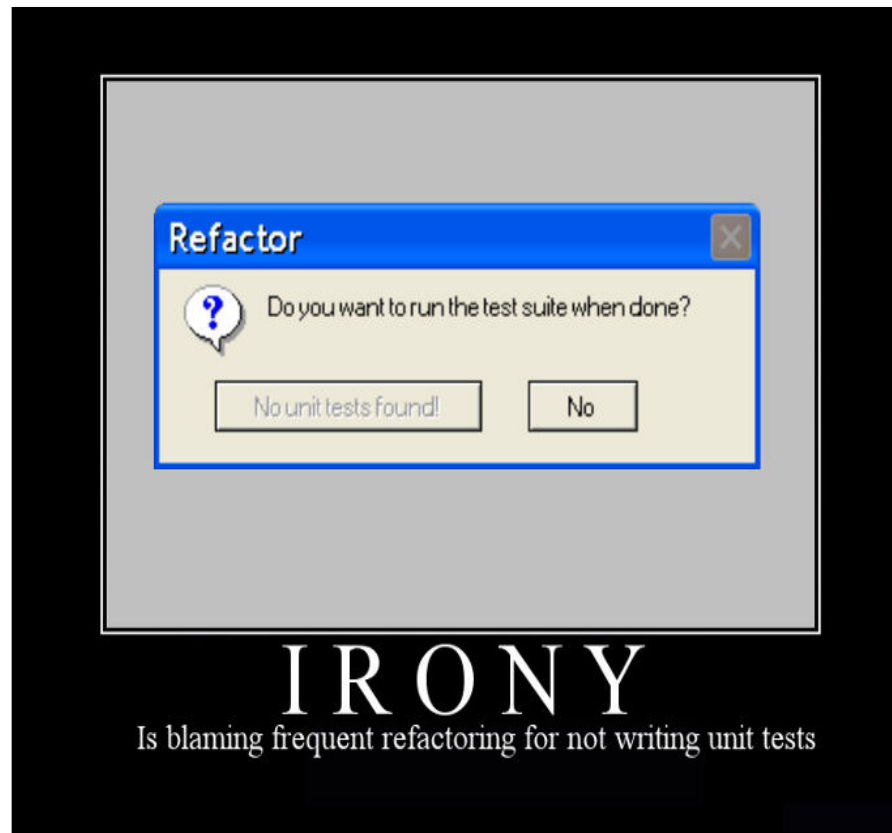 Refactor
Do you want to run the test suite when done?
No unit tests found!
No
IRONY
Is blaming frequent refactoring for not writing unit tests